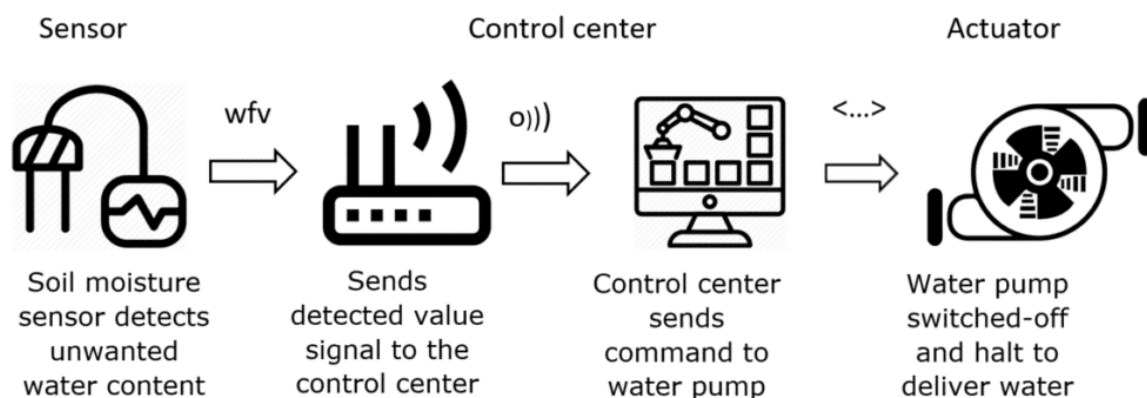 Sensor
Control center
Actuator
wfv
o)))
<...>
Soil moisture
sensor detects
unwanted
water content
Sends
detected value
signal to the
control center
Control center
sends
command to
water pump
Water pump
switched-off
and halt to
deliver water